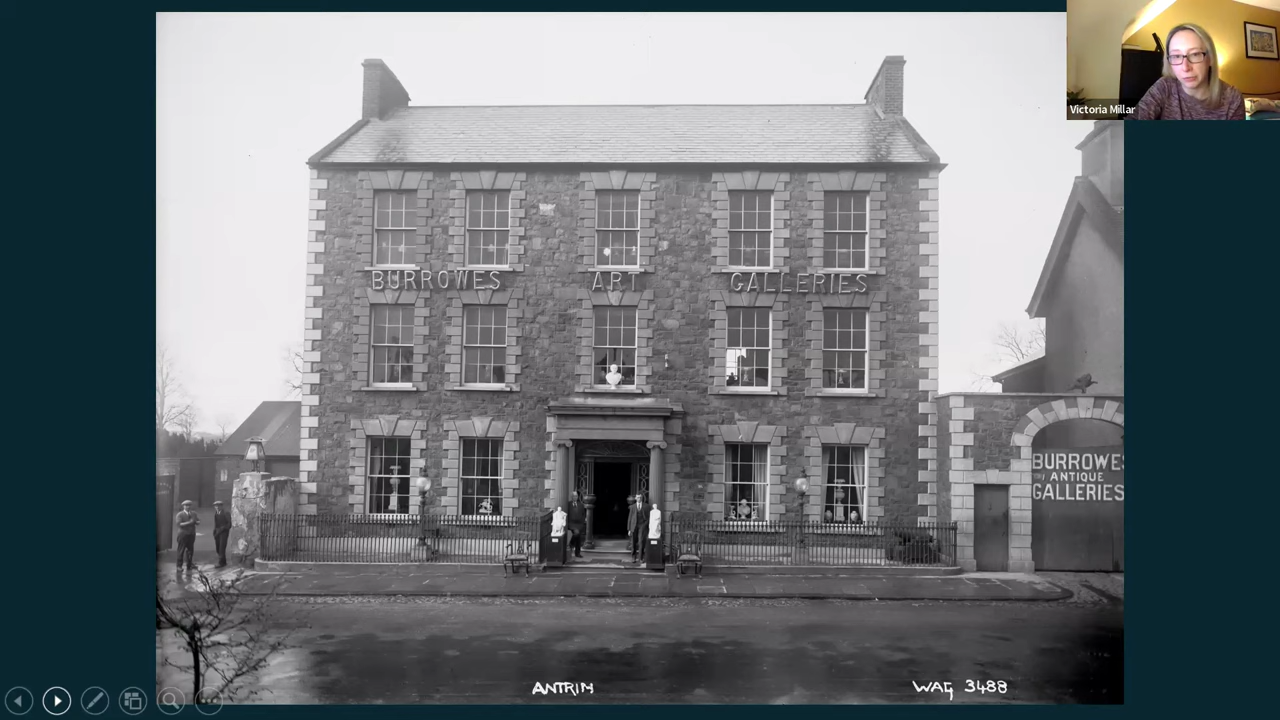 Victoria Millar
BURROWES ART GALLERIES
BURROWES
ANTIQUE
GALLERIES
ANTRIM
WAG 3488